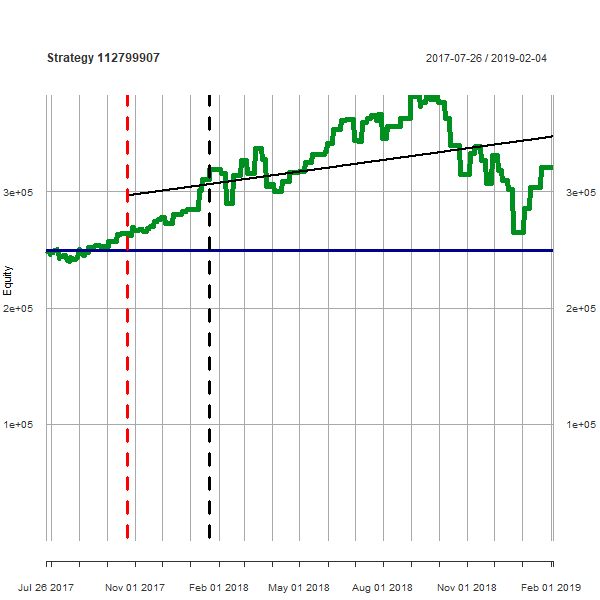 Strategy 112799907
2017-07-26 / 2019-02-04
3e+05
3e+05
Equity
2e+05
2e+05
1e+05
1e+05
Jul 26 2017
Nov 01 2017
Feb 01 2018
May 01 2018
Aug 01 2018
Nov 01 2018
Feb 01 2019